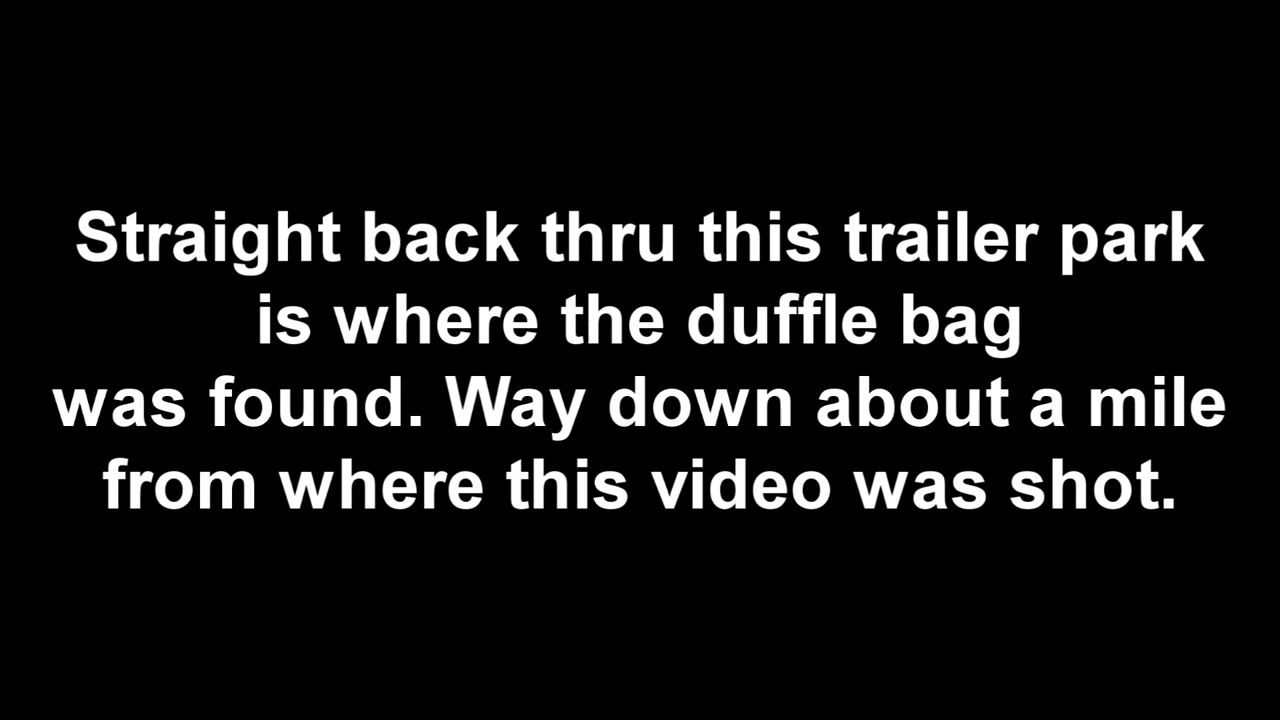 Straight back thru this trailer park
is where the duffle bag
was found. Way down about a mile
from where this video was shot.